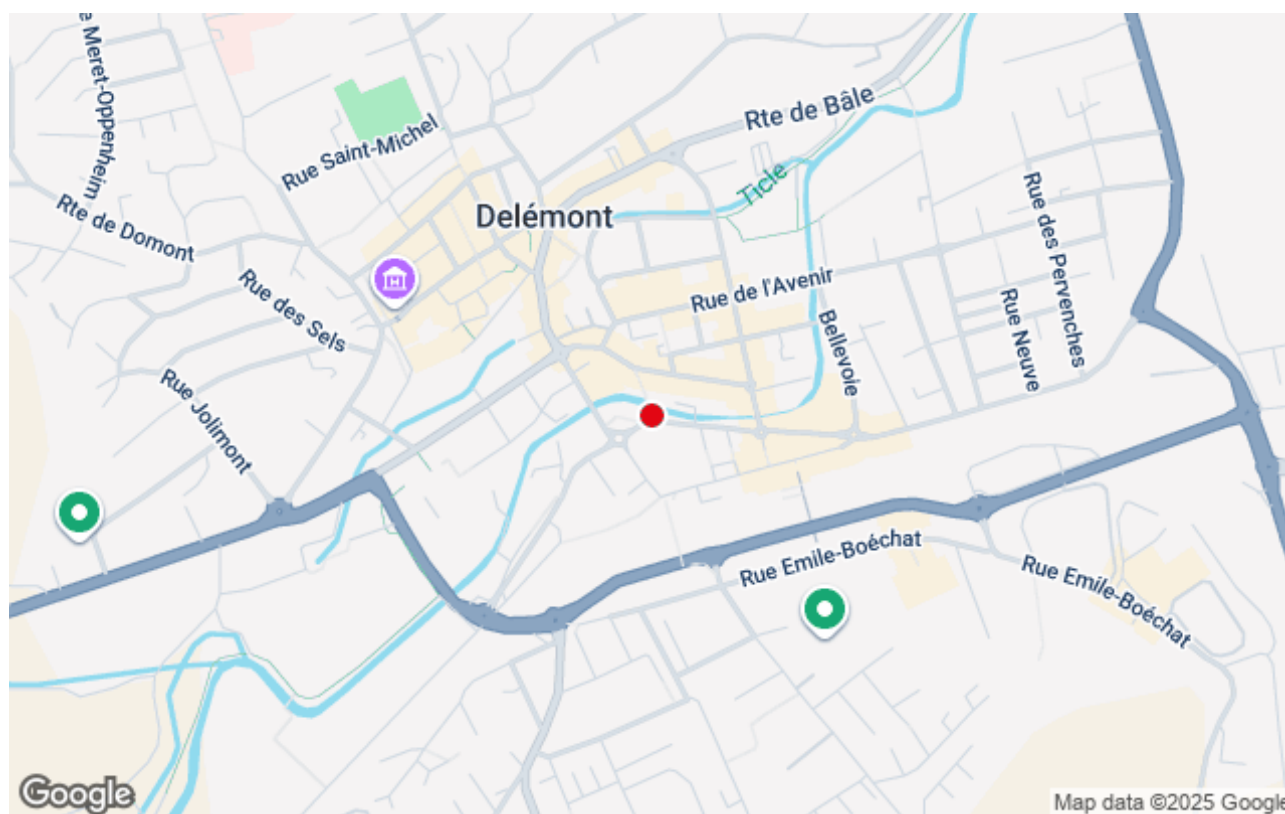 e Meret-Oppenheim
Rte de Bâle
Rue Saint-Michel
Ticle
Rte de Domont
Delémont
Rue des Pervenches
Rue des Sels
Rue de l'Avenir
Bellevoie
Rue Neuve
Rue Jolimont
Rue Emile-Boéchat
Rue Emile-Boéchat
Google
Map data ©2025 Google